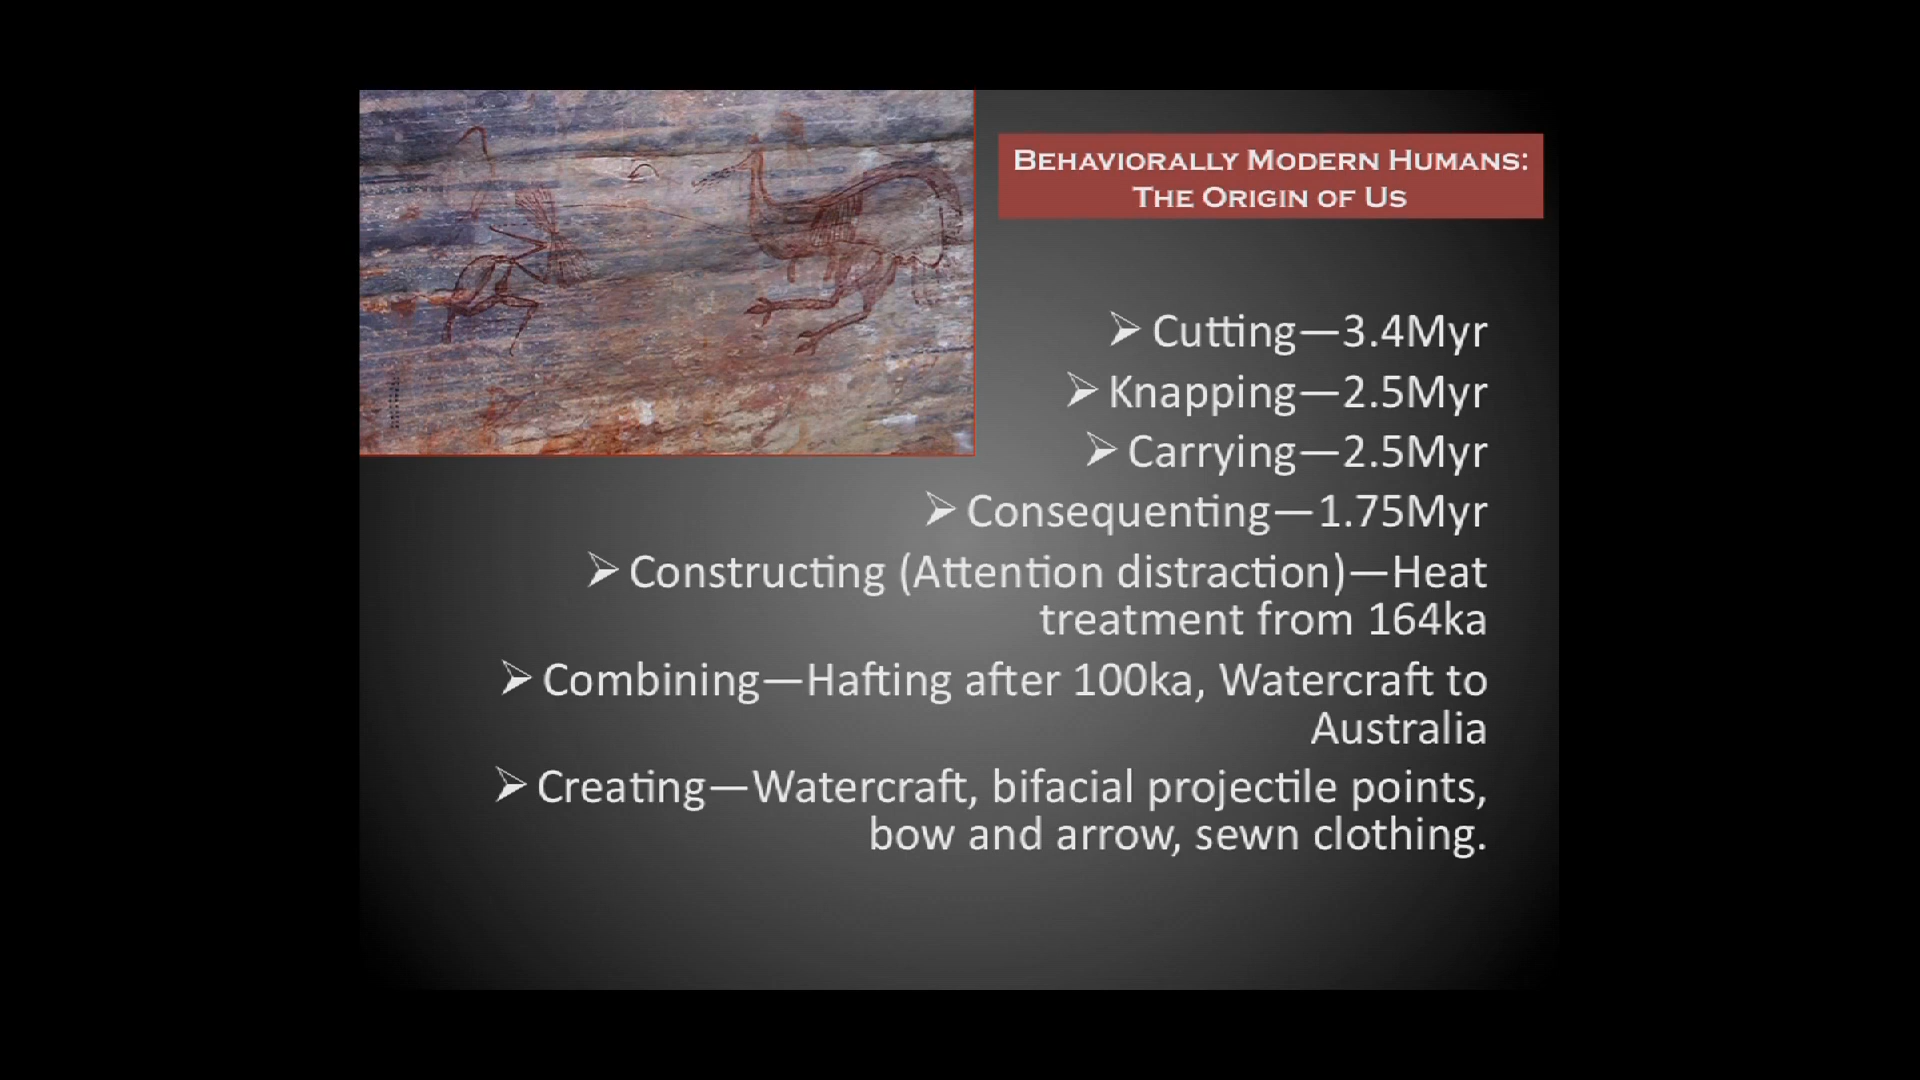 BEHAVIORALLY MODERN HUMANS:
THE ORIGIN OF US
➢ Cutting—3.4Myr
➢ Knapping—2.5Myr
➢ Carrying—2.5Myr
➢ Consequenting—1.75Myr
➢ Constructing (Attention distraction)—Heat
treatment from 164ka
➢ Combining—Hafting after 100ka, Watercraft to
Australia
➢ Creating—Watercraft, bifacial projectile points,
bow and arrow, sewn clothing.